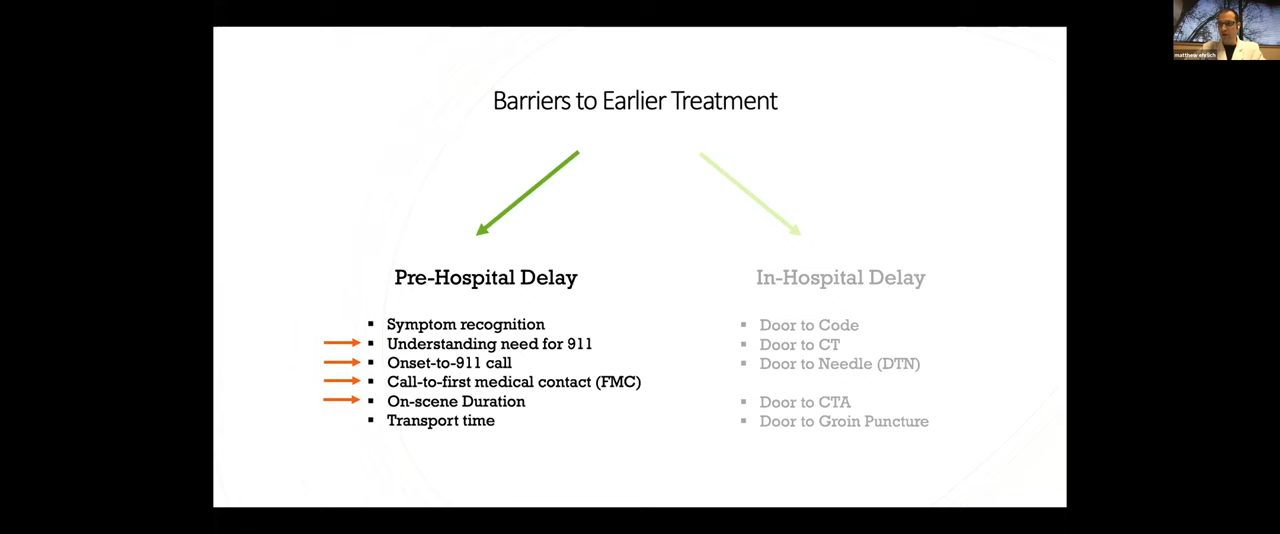 Barriers to Earlier Treatment
Pre-Hospital Delay
Symptom recognition
Understanding need for 911
Onset-to-911 call
Call-to-first medical contact (FMC)
On-scene Duration
Transport time
In-Hospital Delay
Door to Code
Door to CT
Door to Needle (DTN)
Door to CTA
Door to Groin Puncture
matthew ehrlich